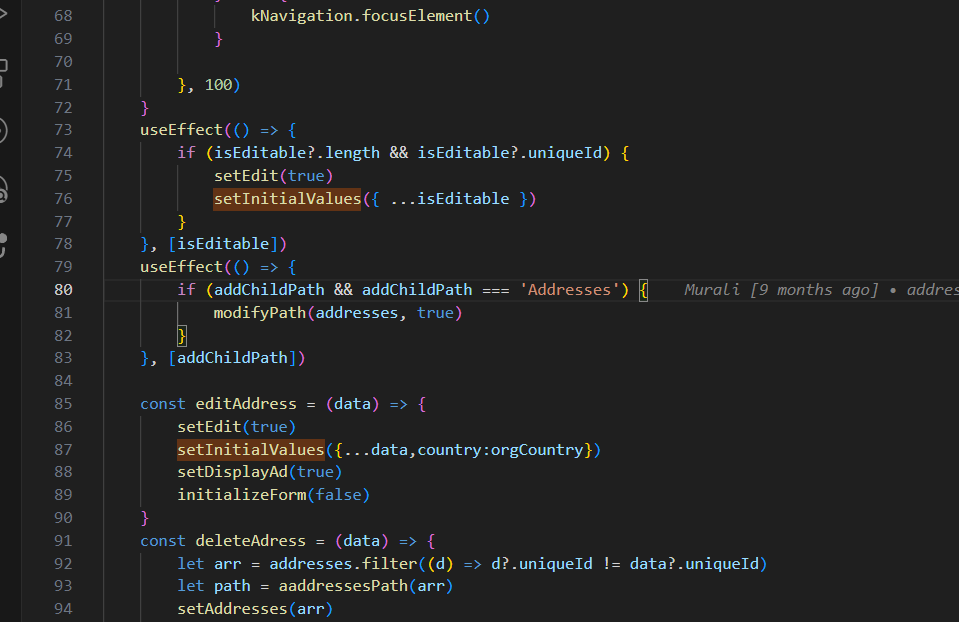 68 kNavigation.focusElement()
69 }
70
71 }, 100)
72 }
73 useEffect(() => {
74 if (isEditable?.length && isEditable?.uniqueId) {
75 setEdit(true)
76 setInitialValues({ ...isEditable })
77 }
78 }, [isEditable])
79 useEffect(() => {
80 if (addChildPath && addChildPath === 'Addresses') { Murali [9 months ago] • addres
81 modifyPath(addresses, true)
82 }
83 }, [addChildPath])
84
85 const editAddress = (data) => {
86 setEdit(true)
87 setInitialValues({...data,country:orgCountry})
88 setDisplayAd(true)
89 initializeForm(false)
90 }
91 const deleteAdress = (data) => {
92 let arr = addresses.filter((d) => d?.uniqueId != data?.uniqueId)
93 let path = aaddressesPath(arr)
94 setAddresses(arr)